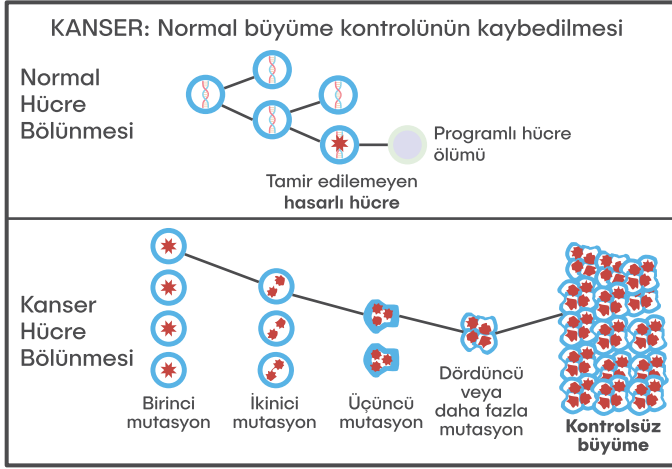 KANSER: Normal büyüme kontrolünün kaybedilmesi
Normal
Hücre
Bölünmesi
Programlı hücre
ölümü
Tamir edilemeyen
hasarlı hücre
Kanser
Hücre
Bölünmesi
Birinci
mutasyon
İkinici
mutasyon
Üçüncü
mutasyon
Dördüncü
veya
daha fazla
mutasyon
Kontrolsüz
büyüme